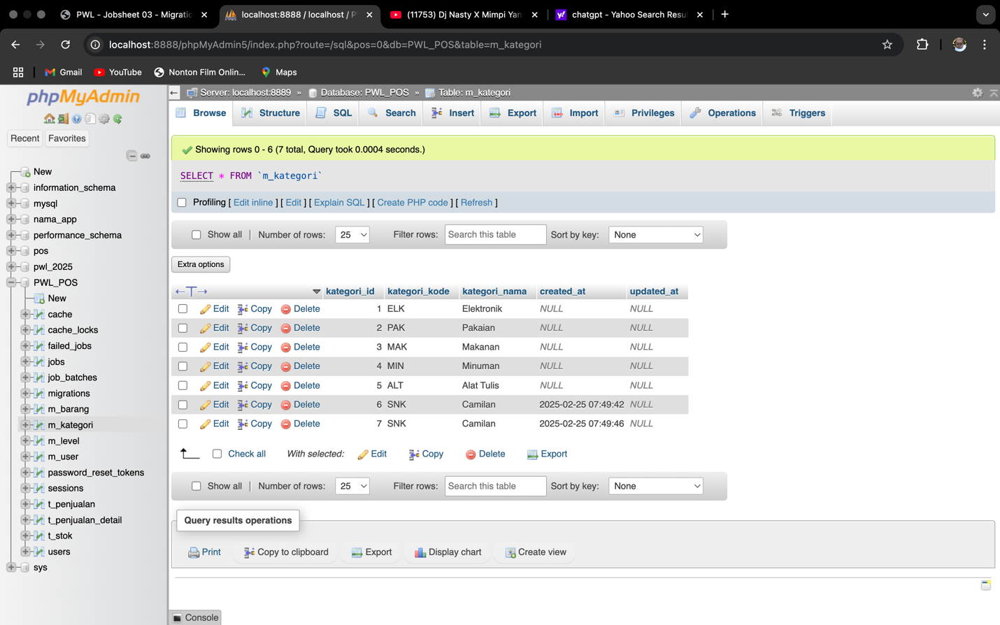 PWL - Jobsheet 03 - Migratio
localhost:8888 / localhost / P
(11753) Dj Nasty X Mimpi Yan
chatgpt - Yahoo Search Resu
localhost:8888/phpMyAdmin5/index.php?route=/sql&pos=0&db=PWL_POS&table=m_kategori
Gmail YouTube Nonton Film Onlin... Maps
phpMyAdmin
Recent Favorites
New
information_schema
mysql
nama_app
performance_schema
pos
pwl_2025
PWL_POS
New
cache
cache_locks
failed_jobs
jobs
job_batches
migrations
m_barang
m_kategori
m_level
m_user
password_reset_tokens
sessions
t_penjualan
t_penjualan_detail
t_stok
users
sys
Server: localhost:8889 » Database: PWL_POS » Table: m_kategori
Browse Structure SQL Search Insert Export Import Privileges Operations Triggers
Showing rows 0 - 6 (7 total, Query took 0.0004 seconds.)
SELECT * FROM `m_kategori`
Profiling [ Edit inline ] [ Edit ] [ Explain SQL ] [ Create PHP code ] [ Refresh ]
Show all | Number of rows: 25 Filter rows: Search this table Sort by key: None
Extra options
←T→ kategori_id kategori_kode kategori_nama created_at updated_at
Edit Copy Delete 1 ELK Elektronik NULL NULL
Edit Copy Delete 2 PAK Pakaian NULL NULL
Edit Copy Delete 3 MAK Makanan NULL NULL
Edit Copy Delete 4 MIN Minuman NULL NULL
Edit Copy Delete 5 ALT Alat Tulis NULL NULL
Edit Copy Delete 6 SNK Camilan 2025-02-25 07:49:42 NULL
Edit Copy Delete 7 SNK Camilan 2025-02-25 07:49:46 NULL
Check all With selected: Edit Copy Delete Export
Show all | Number of rows: 25 Filter rows: Search this table Sort by key: None
Query results operations
Print Copy to clipboard Export Display chart Create view
Console